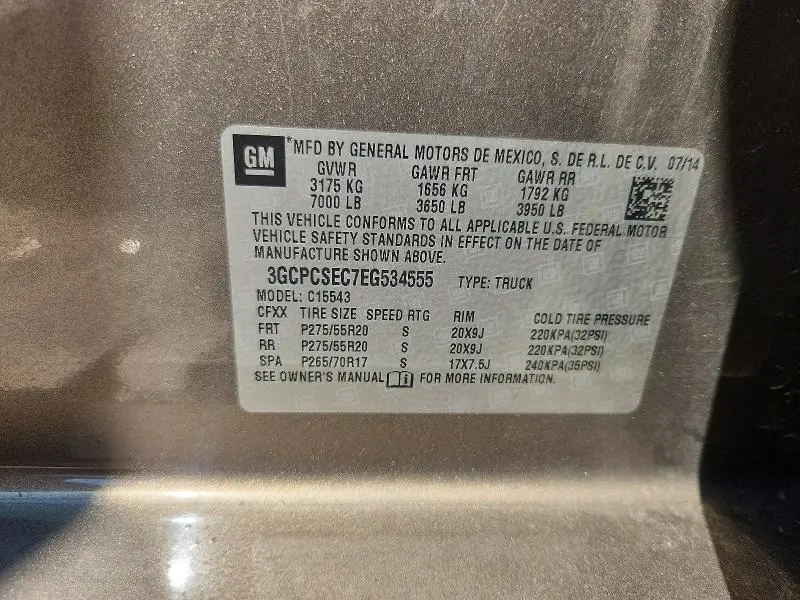 GM
*MFD BY GENERAL MOTORS DE MEXICO, S. DE R.L. DE C.V. 07/14
GVWR GAWR FRT GAWR RR
3175 KG 1656 KG 1792 KG
7000 LB 3650 LB 3950 LB
THIS VEHICLE CONFORMS TO ALL APPLICABLE U.S. FEDERAL MOTOR
VEHICLE SAFETY STANDARDS IN EFFECT ON THE DATE OF
MANUFACTURE SHOWN ABOVE.
3GCPCSEC7EG534555 TYPE: TRUCK
MODEL: C15543
CFXX TIRE SIZE SPEED RTG RIM COLD TIRE PRESSURE
FRT P275/55R20 S 20X9J 220KPA(32PSI)
RR P275/55R20 S 20X9J 220KPA(32PSI)
SPA P265/70R17 S 17X7.5J 240KPA(35PSI)
SEE OWNER'S MANUAL FOR MORE INFORMATION.